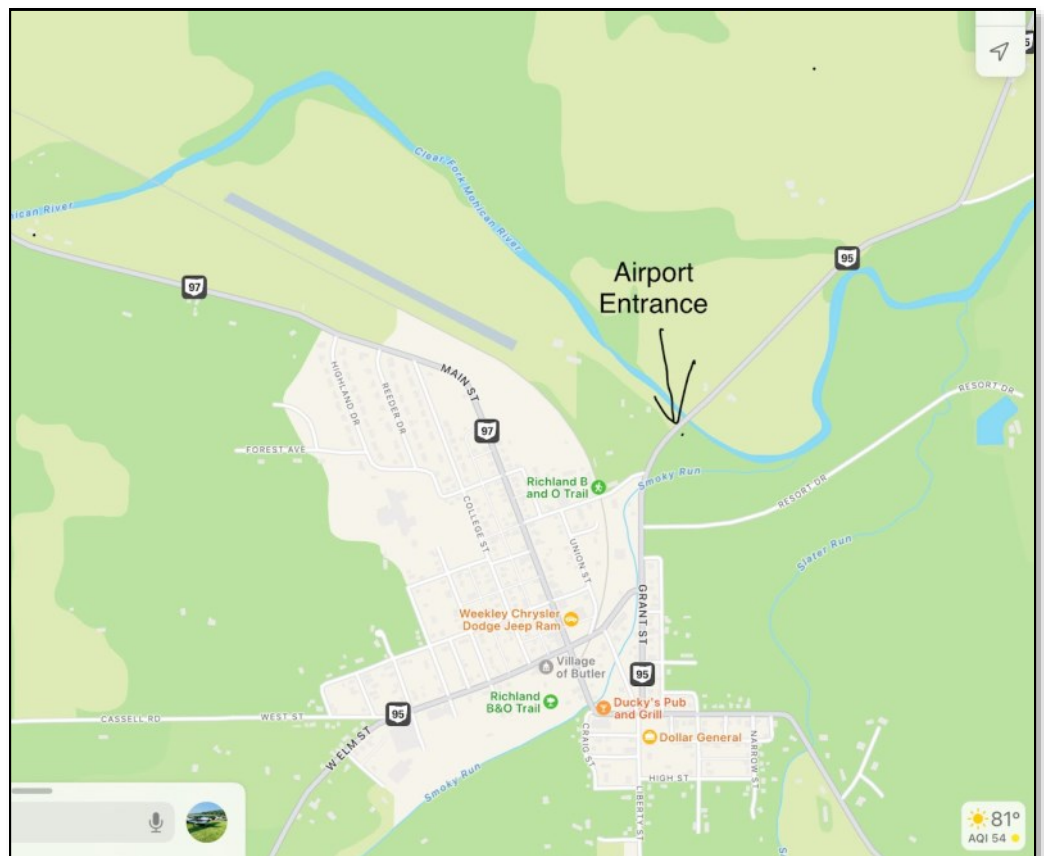 5
Clear Fork Mohican River
ican River
95
97
Airport
Entrance
MAIN ST
HIGHLAND DR
REEDER DR
RESORT DR
97
FOREST AVE
Smoky Run
Richland B
and O Trail
RESORT DR
COLLEGE ST
UNION ST
Slater Run
GRANT ST
Weekley Chrysler
Dodge Jeep Ram
Village
of Butler
95
Richland
B&O Trail
Ducky's Pub
and Grill
CASSELL RD
WEST ST
95
W ELM ST
CRAIG ST
Dollar General
NARROW ST
HIGH ST
Smoky Run
LIBERTY ST
S
81°
AQI 54